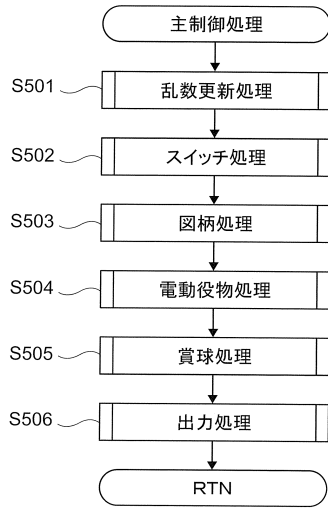 主制御処理
S501
乱数更新処理
S502
スイッチ処理
S503
図柄処理
S504
電動役物処理
S505
賞球処理
S506
出力処理
RTN